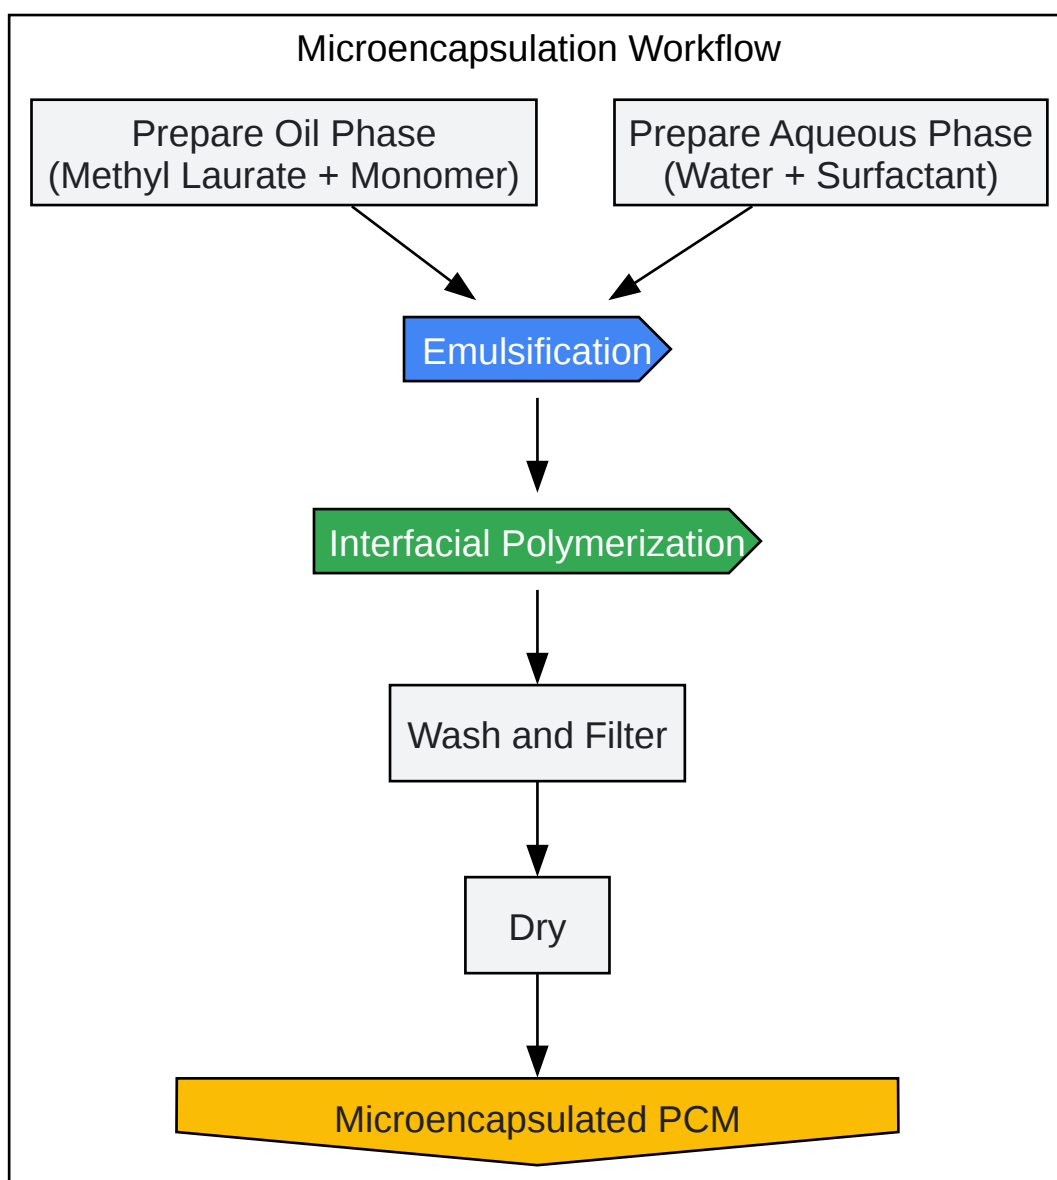 Microencapsulation Workflow
Prepare Oil Phase
(Methyl Laurate + Monomer)
Prepare Aqueous Phase
(Water + Surfactant)
Emulsification
Interfacial Polymerization
Wash and Filter
Dry
Microencapsulated PCM